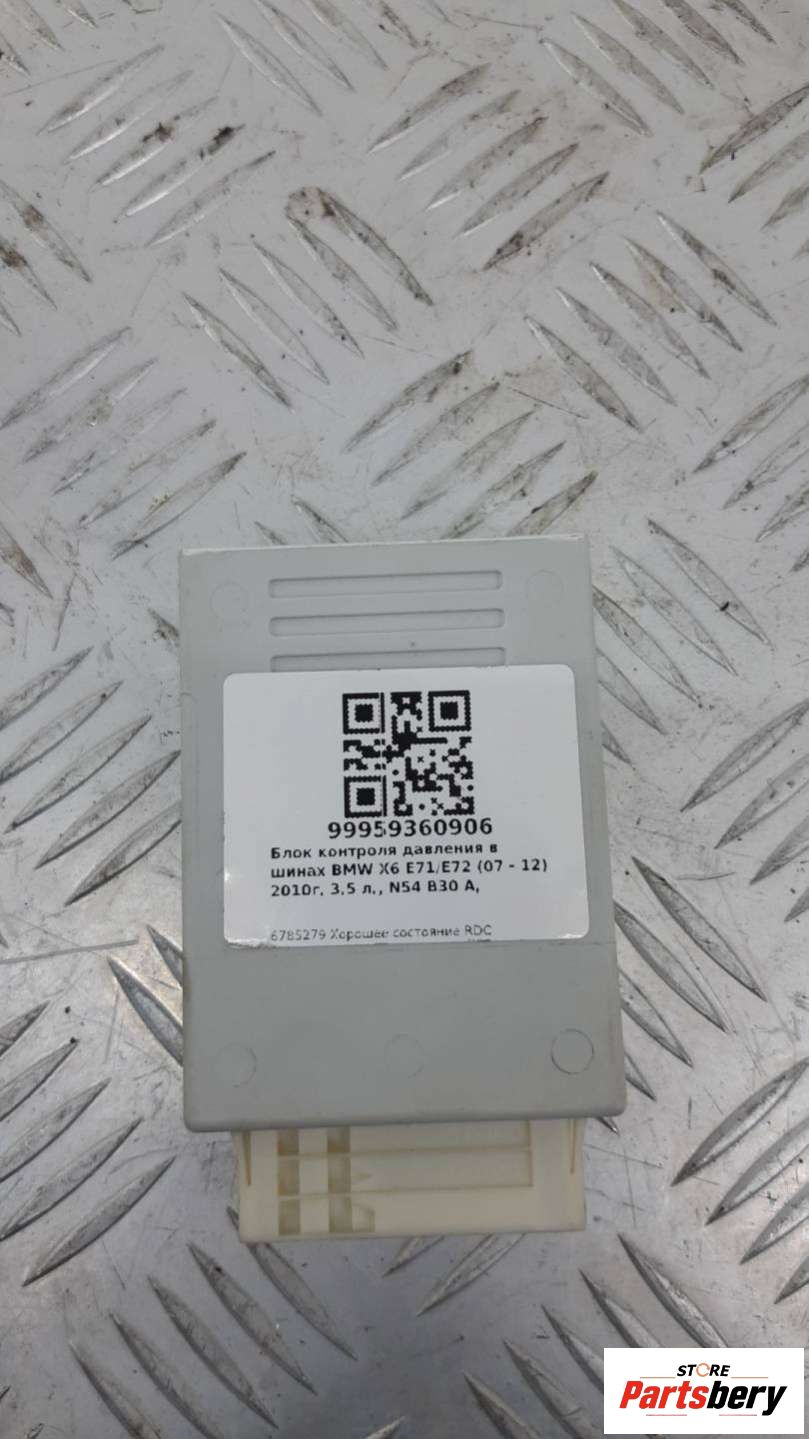 99959360906
Блок контроля давления в
шинах BMW X6 E71/E72 (07 - 12)
2010г, 3,5 л,, N54 B30 A,
6785279 Хорошее состояние RDC
STORE
Partsbery